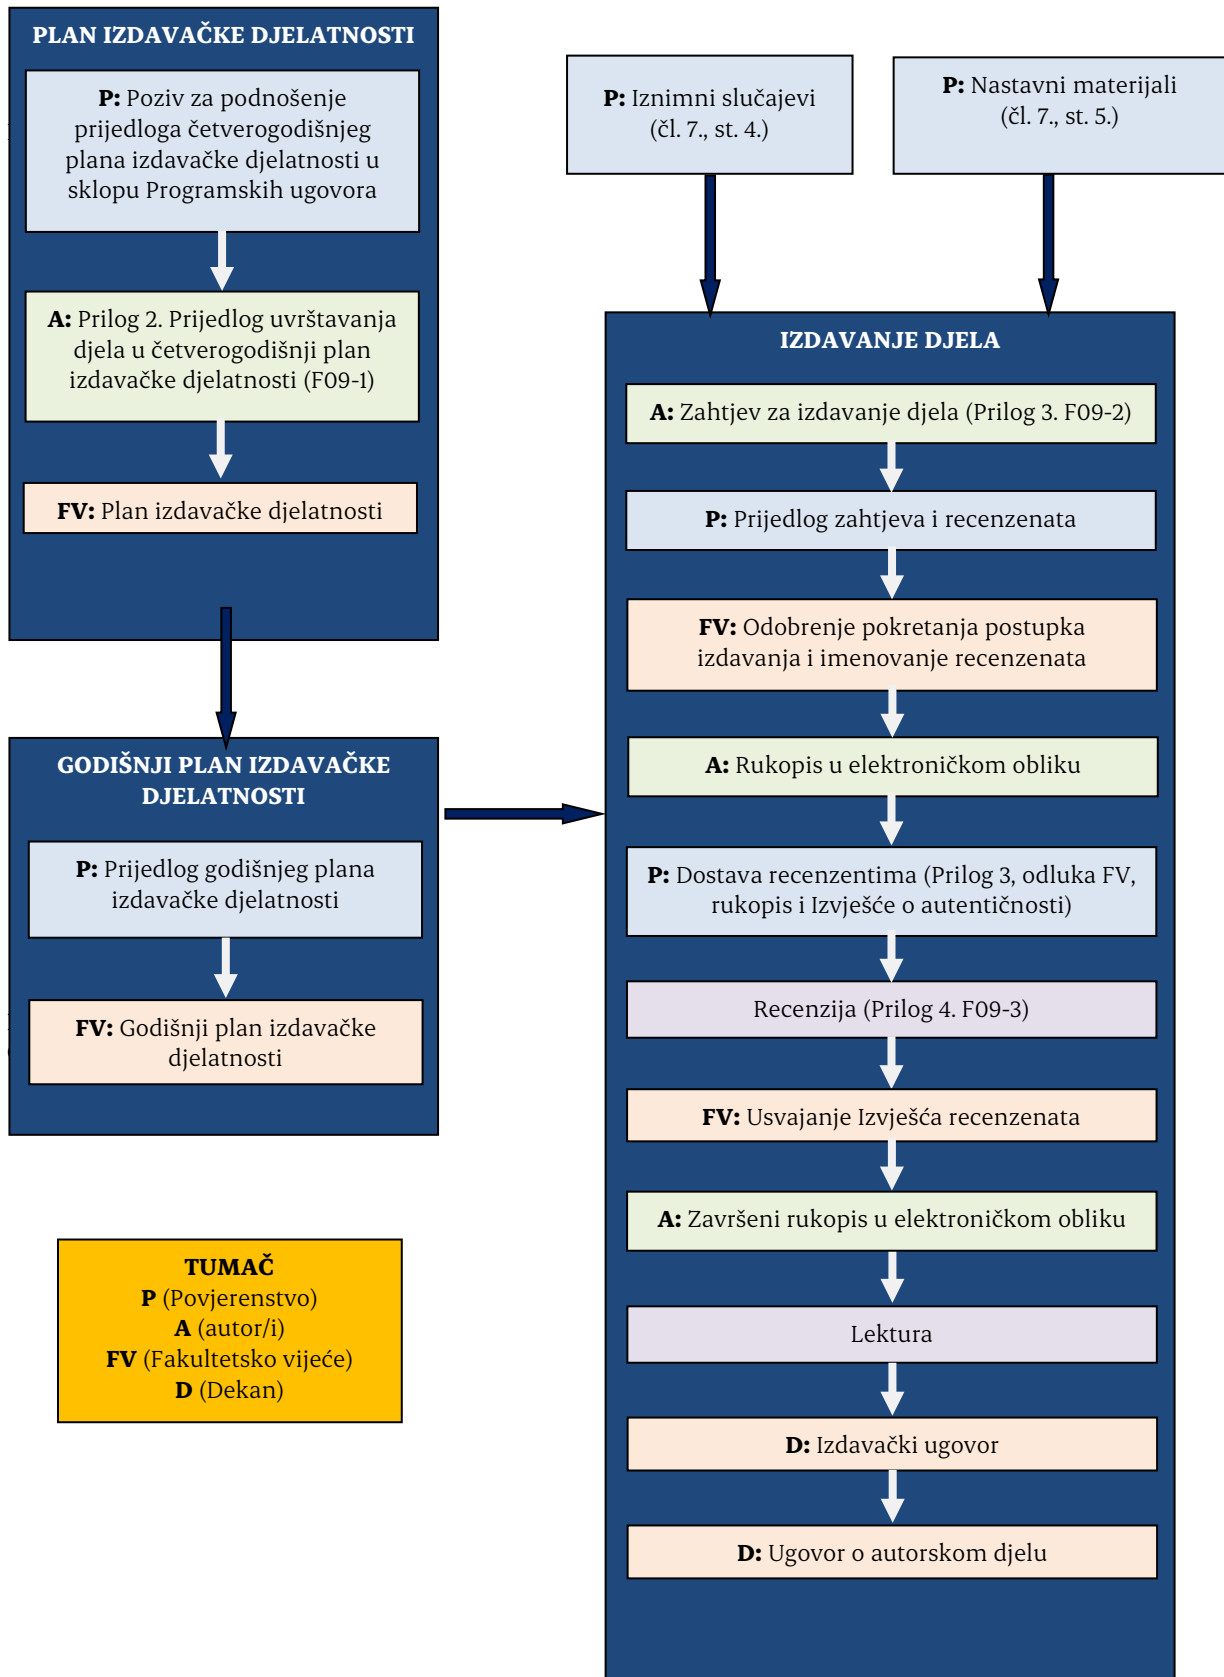 PLAN IZDAVAČKE DJELATNOSTI
P: Poziv za podnošenje
prijedloga četverogodišnjeg
plana izdavačke djelatnosti u
sklopu Programskih ugovora
A: Prilog 2. Prijedlog uvrštavanja
djela u četverogodišnji plan
izdavačke djelatnosti (F09-1)
FV: Plan izdavačke djelatnosti
GODIŠNJI PLAN IZDAVAČKE
DJELATNOSTI
P: Prijedlog godišnjeg plana
izdavačke djelatnosti
FV: Godišnji plan izdavačke
djelatnosti
TUMAČ
P (Povjerenstvo)
A (autor/i)
FV (Fakultetsko vijeće)
D (Dekan)
P: Iznimni slučajevi
(čl. 7., st. 4.)
P: Nastavni materijali
(čl. 7., st. 5.)
IZDAVANJE DJELA
A: Zahtjev za izdavanje djela (Prilog 3. F09-2)
P: Prijedlog zahtjeva i recenzenata
FV: Odobrenje pokretanja postupka
izdavanja i imenovanje recenzenata
A: Rukopis u elektroničkom obliku
P: Dostava recenzentima (Prilog 3, odluka FV,
rukopis i Izvješće o autentičnosti)
Recenzija (Prilog 4. F09-3)
FV: Usvajanje Izvješća recenzenata
A: Završeni rukopis u elektroničkom obliku
Lektura
D: Izdavački ugovor
D: Ugovor o autorskom djelu